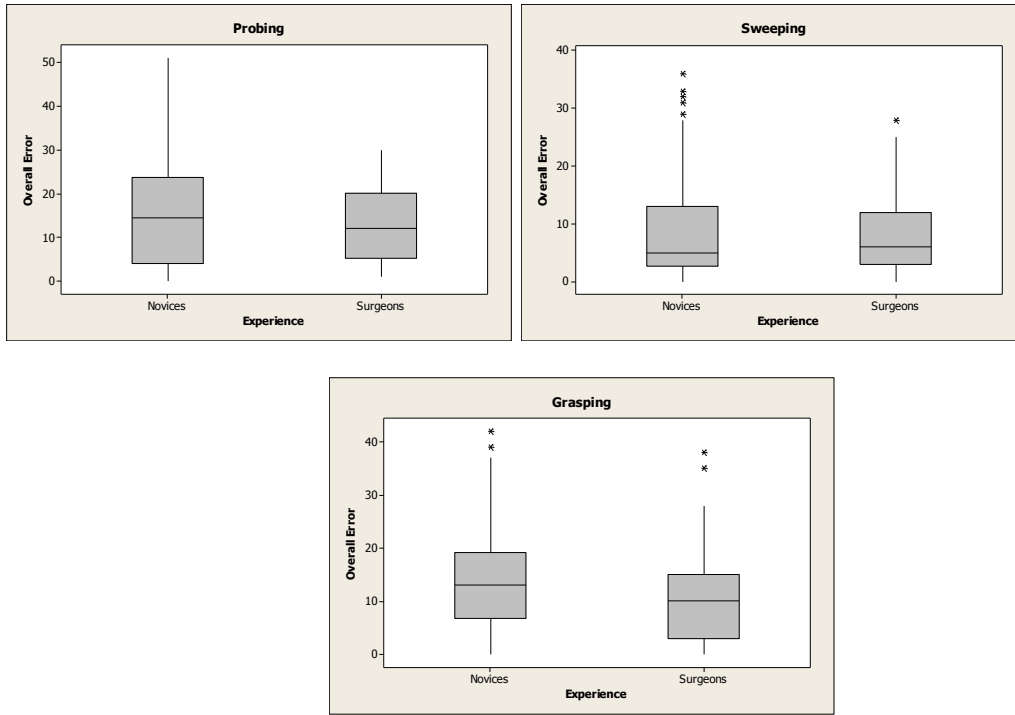 Probing
50
40
30
20
10
0
Overall Error
Novices Surgeons
Experience
Sweeping
40
30
20
10
0
Overall Error
Novices Surgeons
Experience
Grasping
40
30
20
10
0
Overall Error
Novices Surgeons
Experience